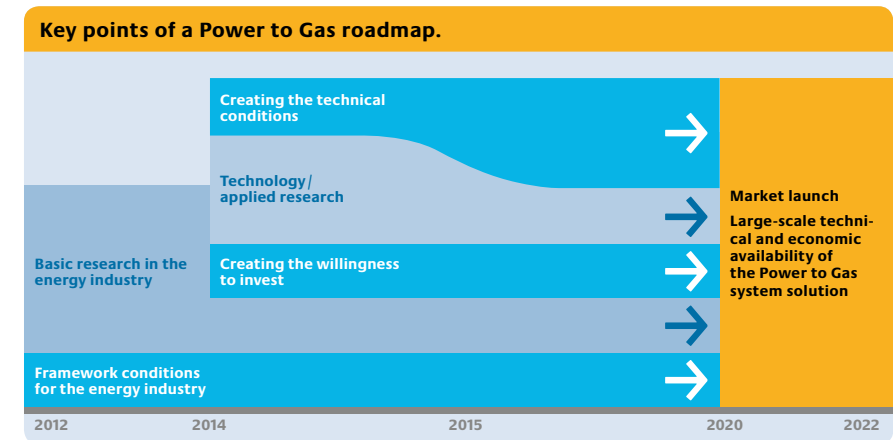 Key points of a Power to Gas roadmap.
Creating the technical
conditions
Technology/
applied research
Basic research in the
energy industry
Creating the willingness
to invest
Framework conditions
for the energy industry
Market launch
Large-scale techni-
cal and economic
availability of
the Power to Gas
system solution
2012
2014
2015
2020
2022